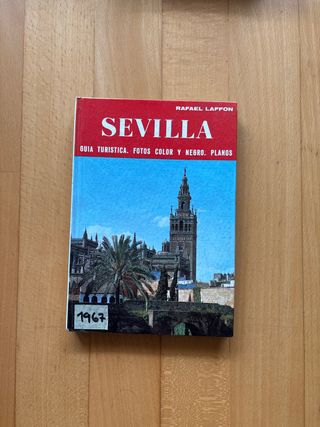 RAFAEL LAFFON
SEVILLA
GUIA TURISTICA. FOTOS COLOR Y NEGRO. PLANOS
1967